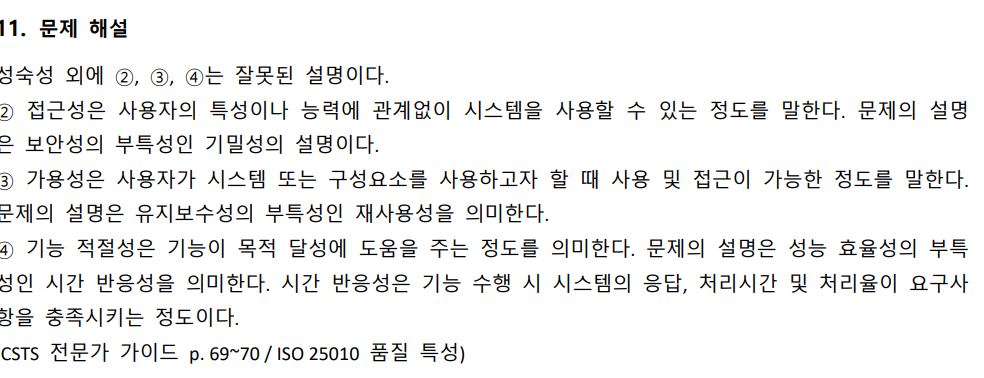 11. 문제 해설
성숙성 외에 ②, ③, ④는 잘못된 설명이다.
② 접근성은 사용자의 특성이나 능력에 관계없이 시스템을 사용할 수 있는 정도를 말한다. 문제의 설명
은 보안성의 부특성인 기밀성의 설명이다.
③ 가용성은 사용자가 시스템 또는 구성요소를 사용하고자 할 때 사용 및 접근이 가능한 정도를 말한다.
문제의 설명은 유지보수성의 부특성인 재사용성을 의미한다.
④ 기능 적절성은 기능이 목적 달성에 도움을 주는 정도를 의미한다. 문제의 설명은 성능 효율성의 부특
성인 시간 반응성을 의미한다. 시간 반응성은 기능 수행 시 시스템의 응답, 처리시간 및 처리율이 요구사
항을 충족시키는 정도이다.
CSTS 전문가 가이드 p. 69~70 / ISO 25010 품질 특성)